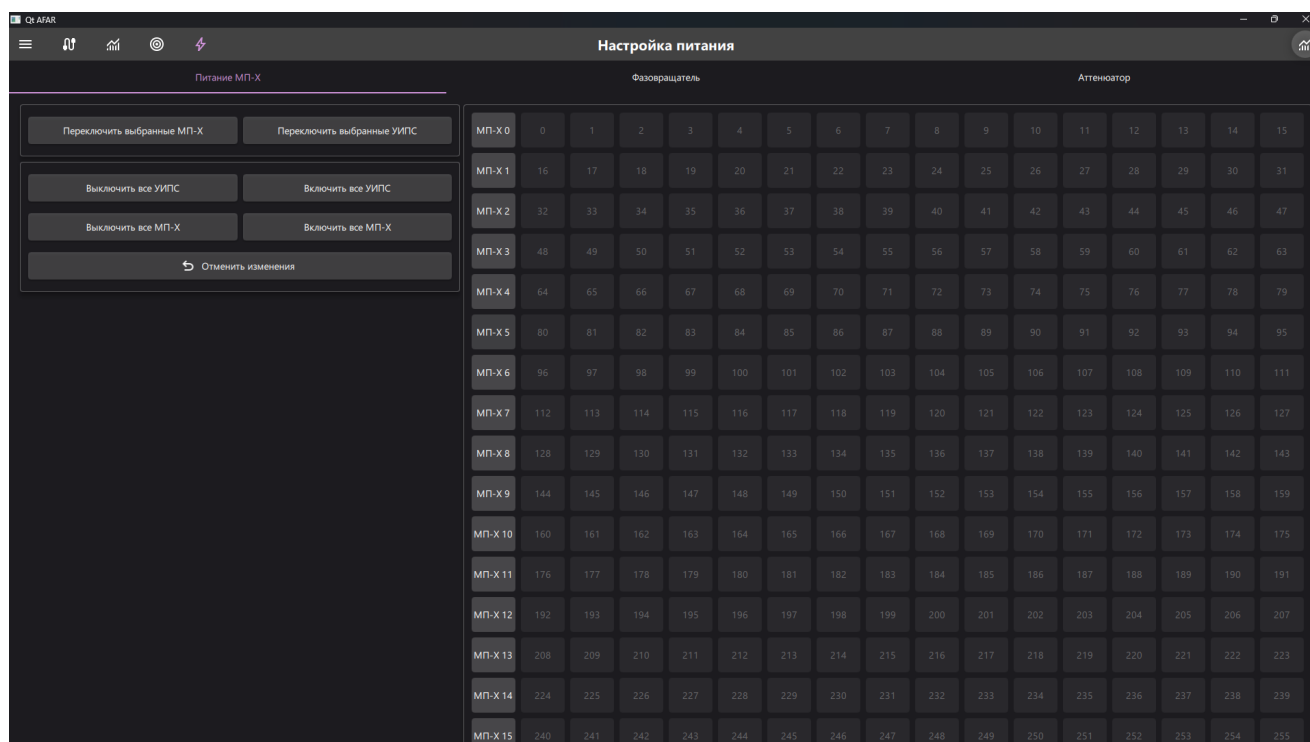 Qt AFAR
Настройка питания
Питание МП-Х Фазовращатель Аттенюатор
Переключить выбранные МП-Х Переключить выбранные УИПС
Выключить все УИПС Включить все УИПС
Выключить все МП-Х Включить все МП-Х
Отменить изменения
МП-Х 0 0 1 2 3 4 5 6 7 8 9 10 11 12 13 14 15
МП-Х 1 16 17 18 19 20 21 22 23 24 25 26 27 28 29 30 31
МП-Х 2 32 33 34 35 36 37 38 39 40 41 42 43 44 45 46 47
МП-Х 3 48 49 50 51 52 53 54 55 56 57 58 59 60 61 62 63
МП-Х 4 64 65 66 67 68 69 70 71 72 73 74 75 76 77 78 79
МП-Х 5 80 81 82 83 84 85 86 87 88 89 90 91 92 93 94 95
МП-Х 6 96 97 98 99 100 101 102 103 104 105 106 107 108 109 110 111
МП-Х 7 112 113 114 115 116 117 118 119 120 121 122 123 124 125 126 127
МП-Х 8 128 129 130 131 132 133 134 135 136 137 138 139 140 141 142 143
МП-Х 9 144 145 146 147 148 149 150 151 152 153 154 155 156 157 158 159
МП-Х 10 160 161 162 163 164 165 166 167 168 169 170 171 172 173 174 175
МП-Х 11 176 177 178 179 180 181 182 183 184 185 186 187 188 189 190 191
МП-Х 12 192 193 194 195 196 197 198 199 200 201 202 203 204 205 206 207
МП-Х 13 208 209 210 211 212 213 214 215 216 217 218 219 220 221 222 223
МП-Х 14 224 225 226 227 228 229 230 231 232 233 234 235 236 237 238 239
МП-Х 15 240 241 242 243 244 245 246 247 248 249 250 251 252 253 254 255